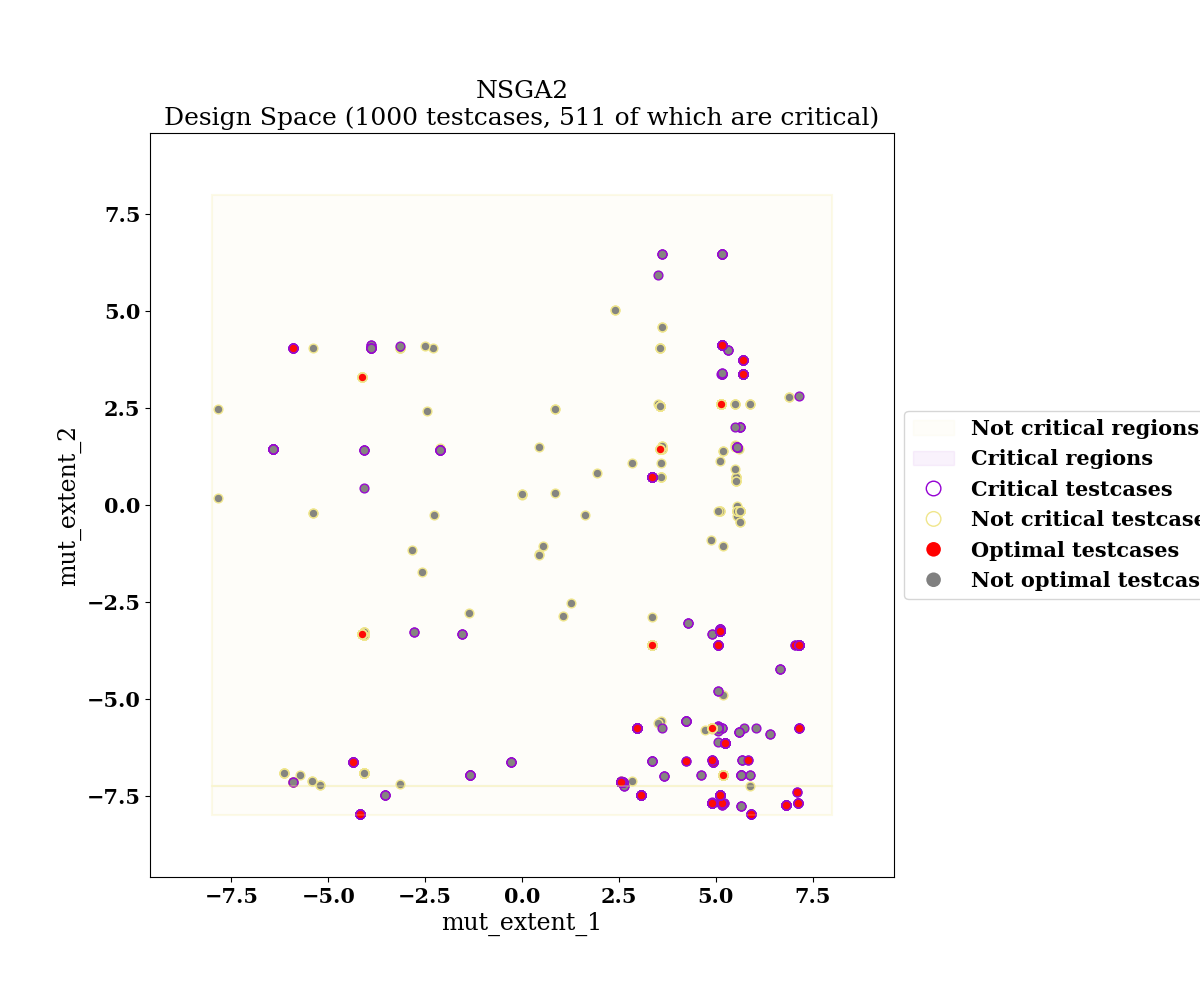 NSGA2
Design Space (1000 testcases, 511 of which are critical)
7.5
5.0
2.5
0.0
−2.5
−5.0
−7.5
mut_extent_2
−7.5 −5.0 −2.5 0.0 2.5 5.0 7.5
mut_extent_1
Not critical regions
Critical regions
Critical testcases
Not critical testcase
Optimal testcases
Not optimal testcas